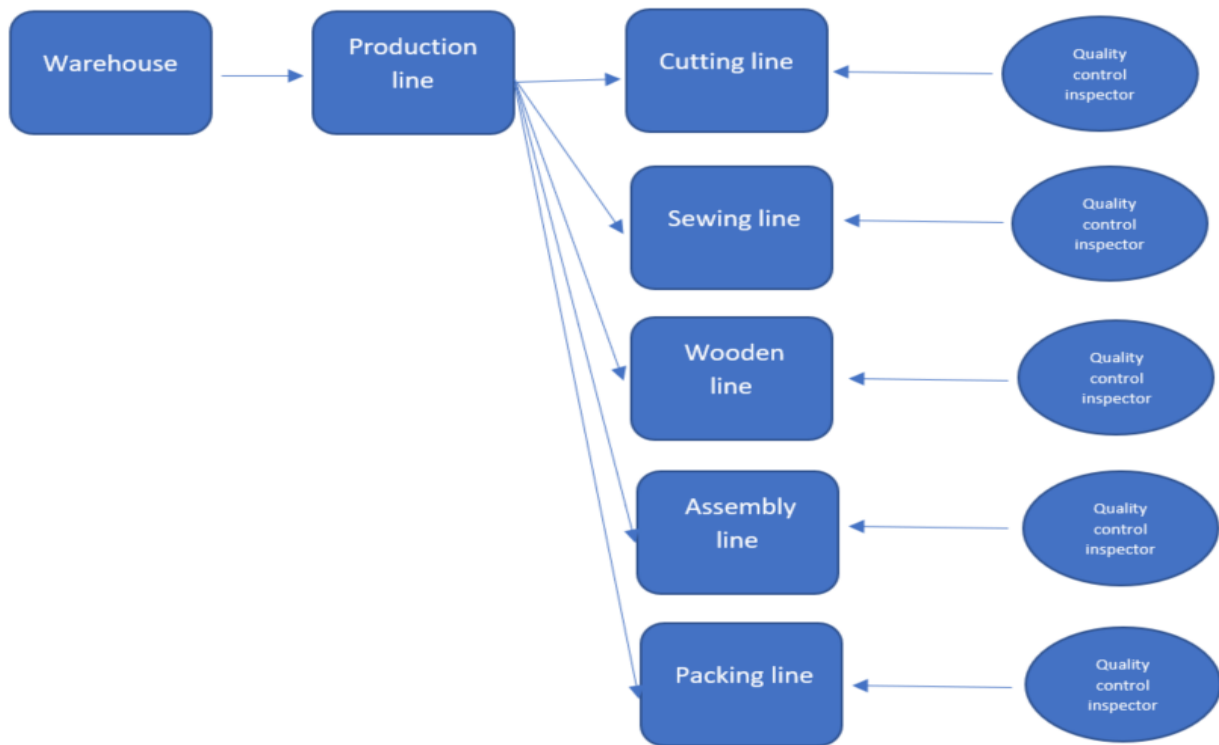 Warehouse
Production
line
Cutting line
Quality
control
inspector
Sewing line
Quality
control
inspector
Wooden
line
Quality
control
inspector
Assembly
line
Quality
control
inspector
Packing line
Quality
control
inspector